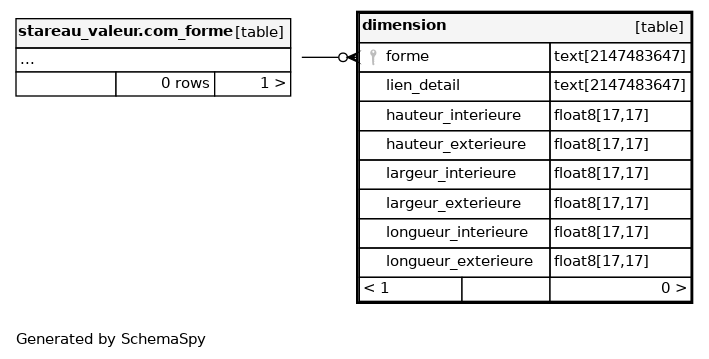 stareau_valeur.com_forme [table]
...
0 rows 1 >
dimension [table]
forme text[2147483647]
lien_detail text[2147483647]
hauteur_interieure float8[17,17]
hauteur_exterieure float8[17,17]
largeur_interieure float8[17,17]
largeur_exterieure float8[17,17]
longueur_interieure float8[17,17]
longueur_exterieure float8[17,17]
< 1 0 >
Generated by SchemaSpy